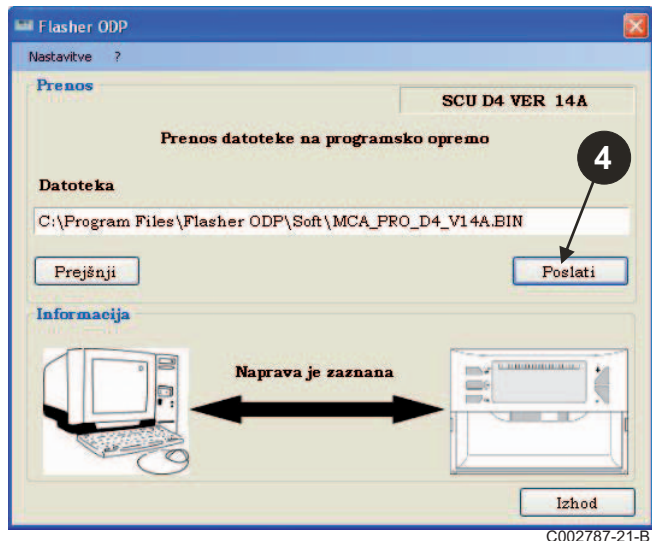 Flasher ODP
Nastavitve ?
Prenos
SCU D4 VER 14A
Prenos datoteke na programsko opremo
4
Datoteka
C:\Program Files\Flasher ODP\Soft\MCA_PRO_D4_V14A.BIN
Prejšnji Poslati
Informacija
Naprava je zaznana
Izhod
C002787-21-B